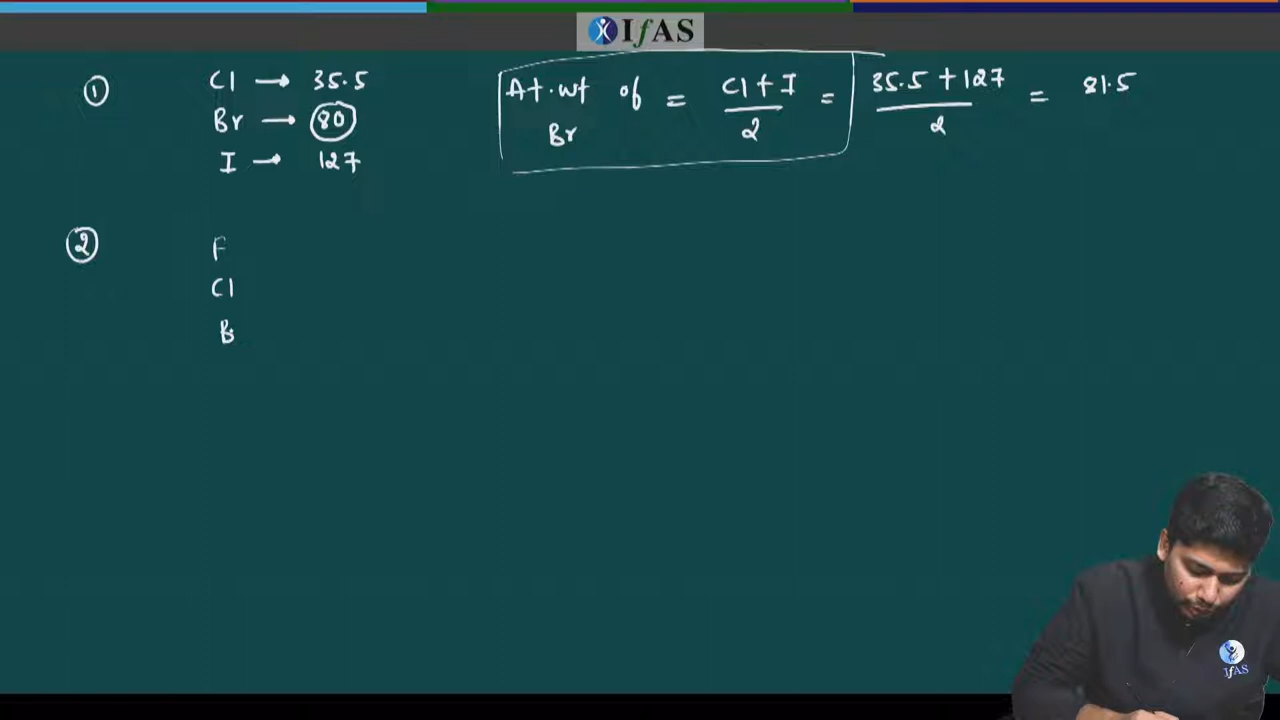 IfAS
① Cl → 35.5
Br → 80
I → 127
At. wt of Br = Cl + I / 2 = 35.5 + 127 / 2 = 81.5
② F
Cl
B
IfAS